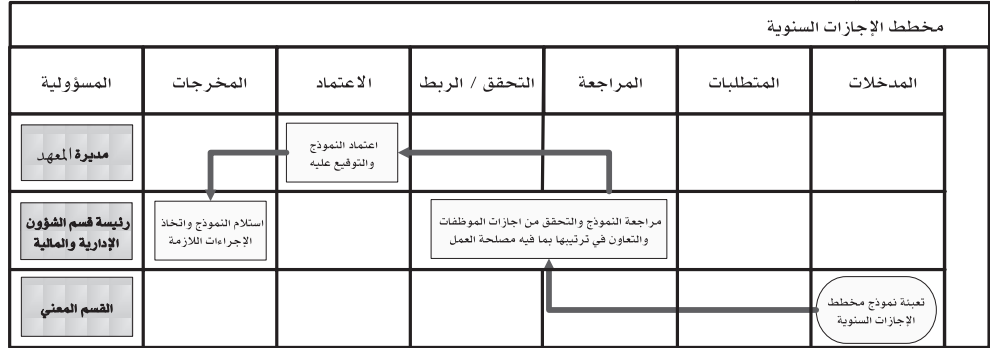 مخطط الإجازات السنوية
المدخلات
المتطلبات
المراجعة
التحقق / الربط
الاعتماد
المخرجات
المسؤولية
اعتماد النموذج
والتوقيع عليه
مديرة المعهد
مراجعة النموذج والتحقق من اجازات الموظفات
والتعاون في ترتيبها بما فيه مصلحة العمل
استلام النموذج واتخاذ
الإجراءات اللازمة
رئيسة قسم الشؤون
الإدارية والمالية
تعبئة نموذج مخطط
الإجازات السنوية
القسم المعني